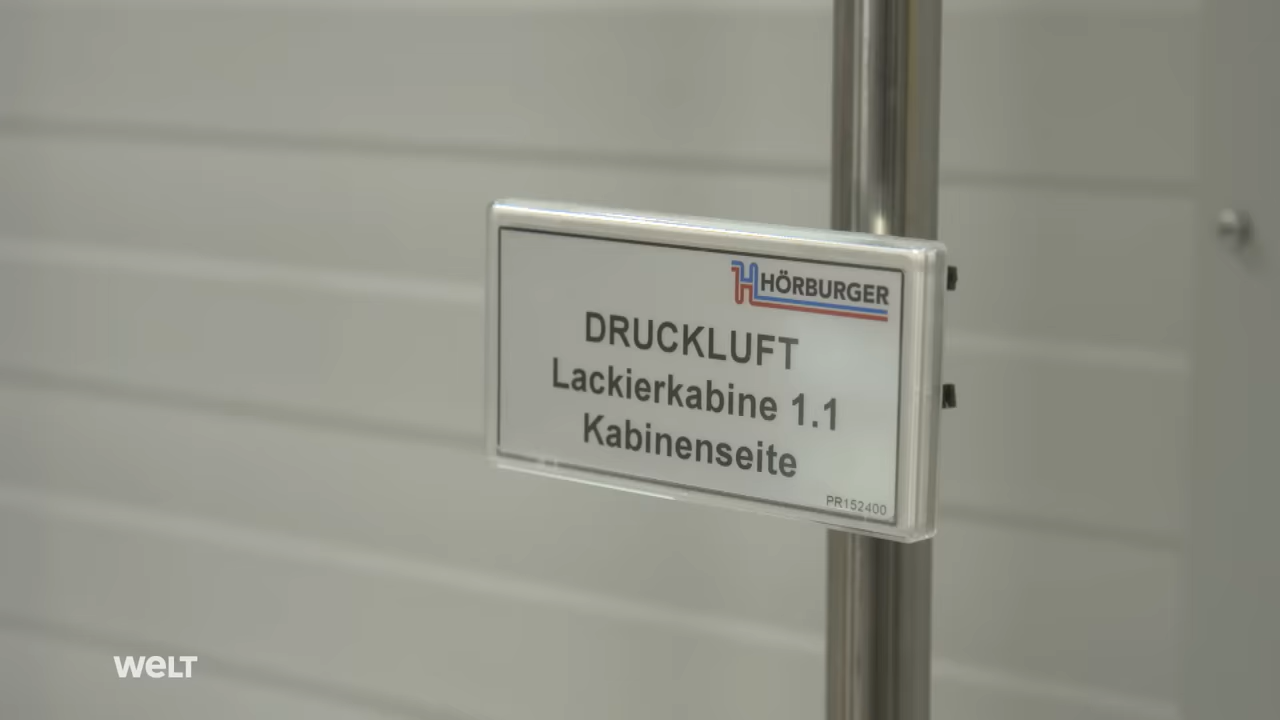 HÖRBURGER
DRUCKLUFT
Lackierkabine 1.1
Kabinenseite
PR152400
WELT